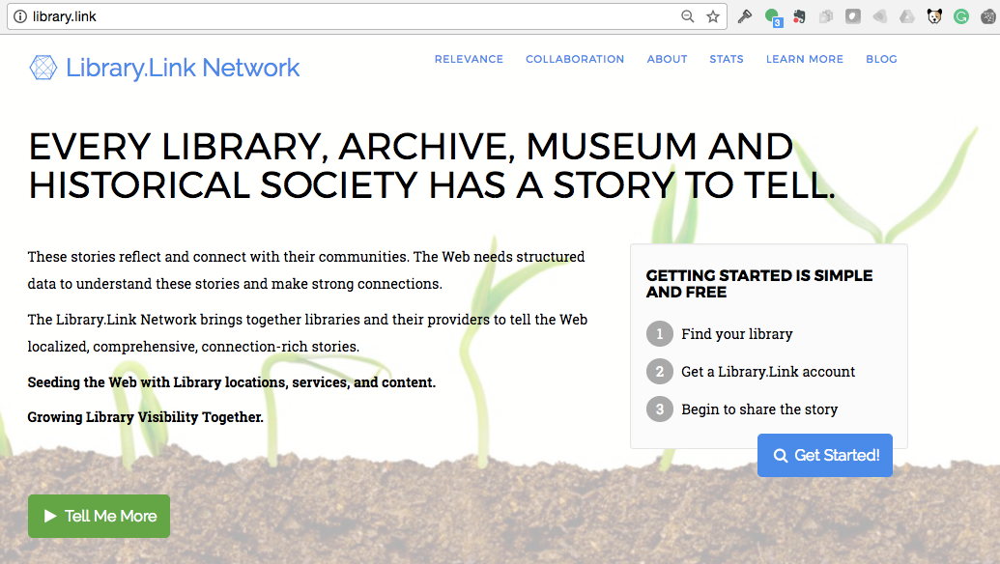 library.link
3
Library.Link Network
RELEVANCE COLLABORATION ABOUT STATS LEARN MORE BLOG
EVERY LIBRARY, ARCHIVE, MUSEUM AND
HISTORICAL SOCIETY HAS A STORY TO TELL.
These stories reflect and connect with their communities. The Web needs structured
data to understand these stories and make strong connections.
The Library.Link Network brings together libraries and their providers to tell the Web
localized, comprehensive, connection-rich stories.
Seeding the Web with Library locations, services, and content.
Growing Library Visibility Together.
Tell Me More
GETTING STARTED IS SIMPLE
AND FREE
1 Find your library
2 Get a Library.Link account
3 Begin to share the story
Get Started!